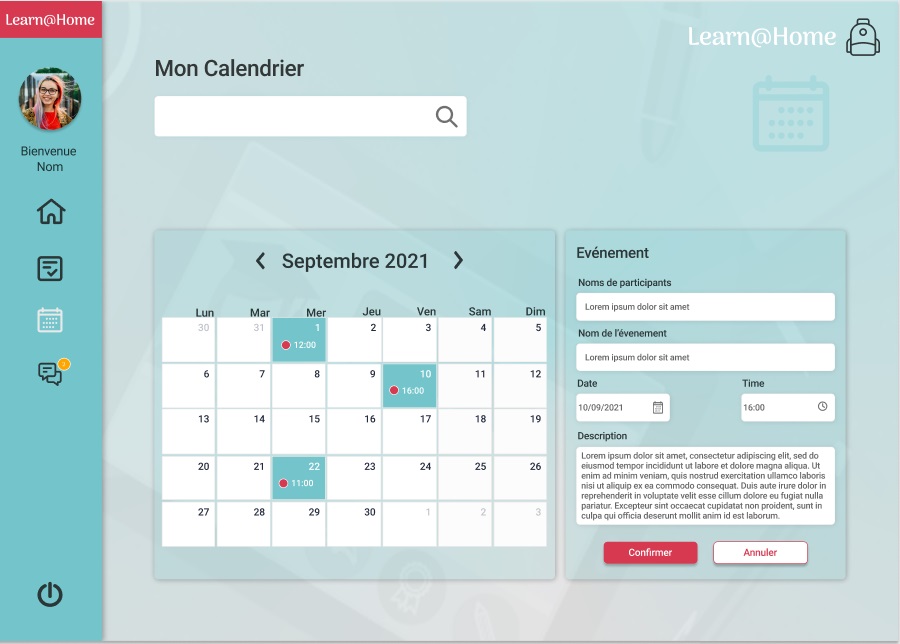 Learn@Home
Learn@Home
Bienvenue
Nom
Mon Calendrier
Septembre 2021
Lun Mar Mer Jeu Ven Sam Dim
30 31 1 2 3 4 5
12:00
6 7 8 9 10 11 12
16:00
13 14 15 16 17 18 19
20 21 22 23 24 25 26
11:00
27 28 29 30 1 2 3
Evénement
Noms de participants
Lorem ipsum dolor sit amet
Nom de l'évenement
Lorem ipsum dolor sit amet
Date Time
10/09/2021 16:00
Description
Lorem ipsum dolor sit amet, consectetur adipiscing elit, sed do
eiusmod tempor incididunt ut labore et dolore magna aliqua. Ut
enim ad minim veniam, quis nostrud exercitation ullamco laboris
nisi ut aliquip ex ea commodo consequat. Duis aute irure dolor in
reprehenderit in voluptate velit esse cillum dolore eu fugiat nulla
pariatur. Excepteur sint occaecat cupidatat non proident, sunt in
culpa qui officia deserunt mollit anim id est laborum.
Confirmer Annuler